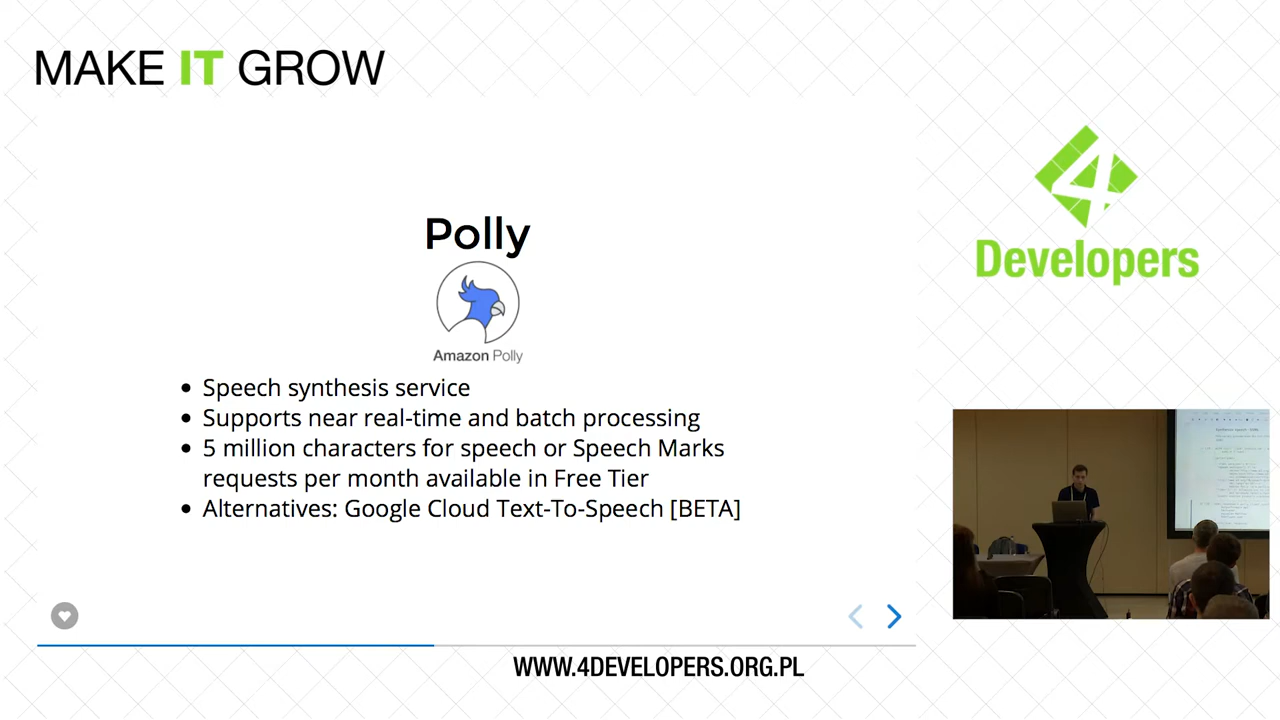 MAKE IT GROW
4
Developers
Polly
Amazon Polly
Speech synthesis service
Supports near real-time and batch processing
5 million characters for speech or Speech Marks
requests per month available in Free Tier
Alternatives: Google Cloud Text-To-Speech [BETA]
WWW.4DEVELOPERS.ORG.PL